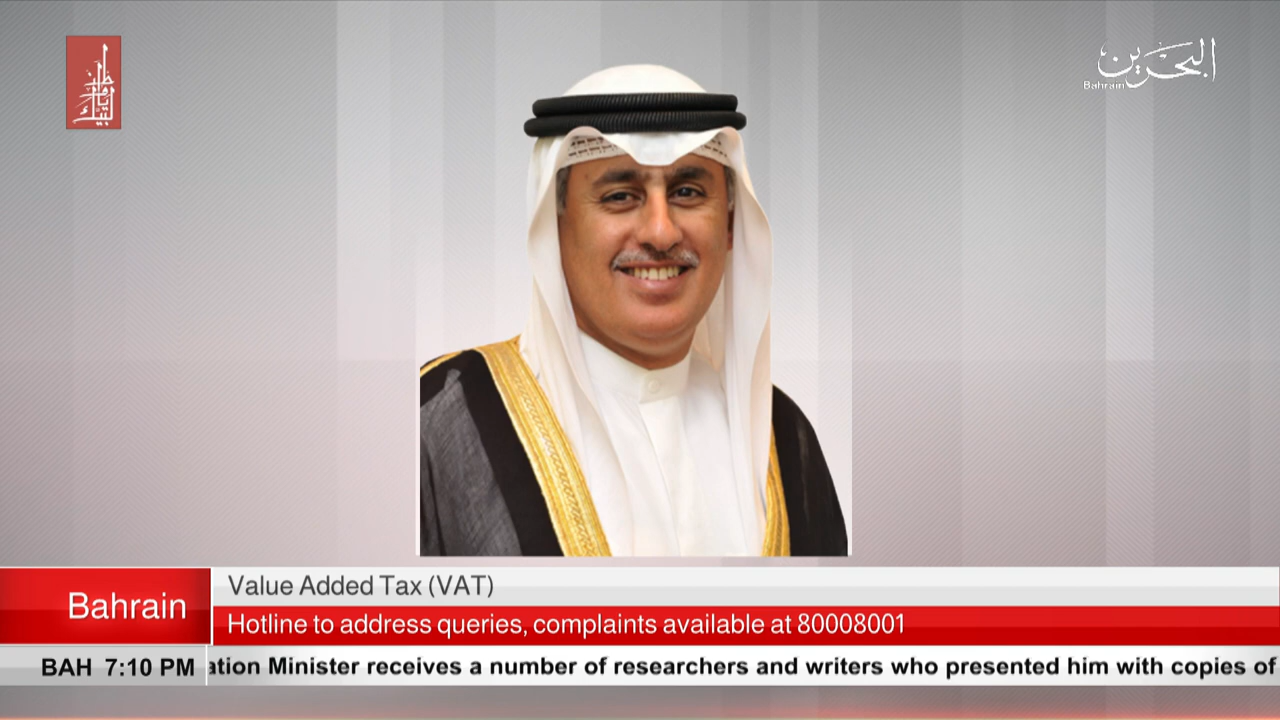 البحرين
Bahrain
Bahrain
Value Added Tax (VAT)
Hotline to address queries, complaints available at 80008001
BAH 7:10 PM
ation Minister receives a number of researchers and writers who presented him with copies of